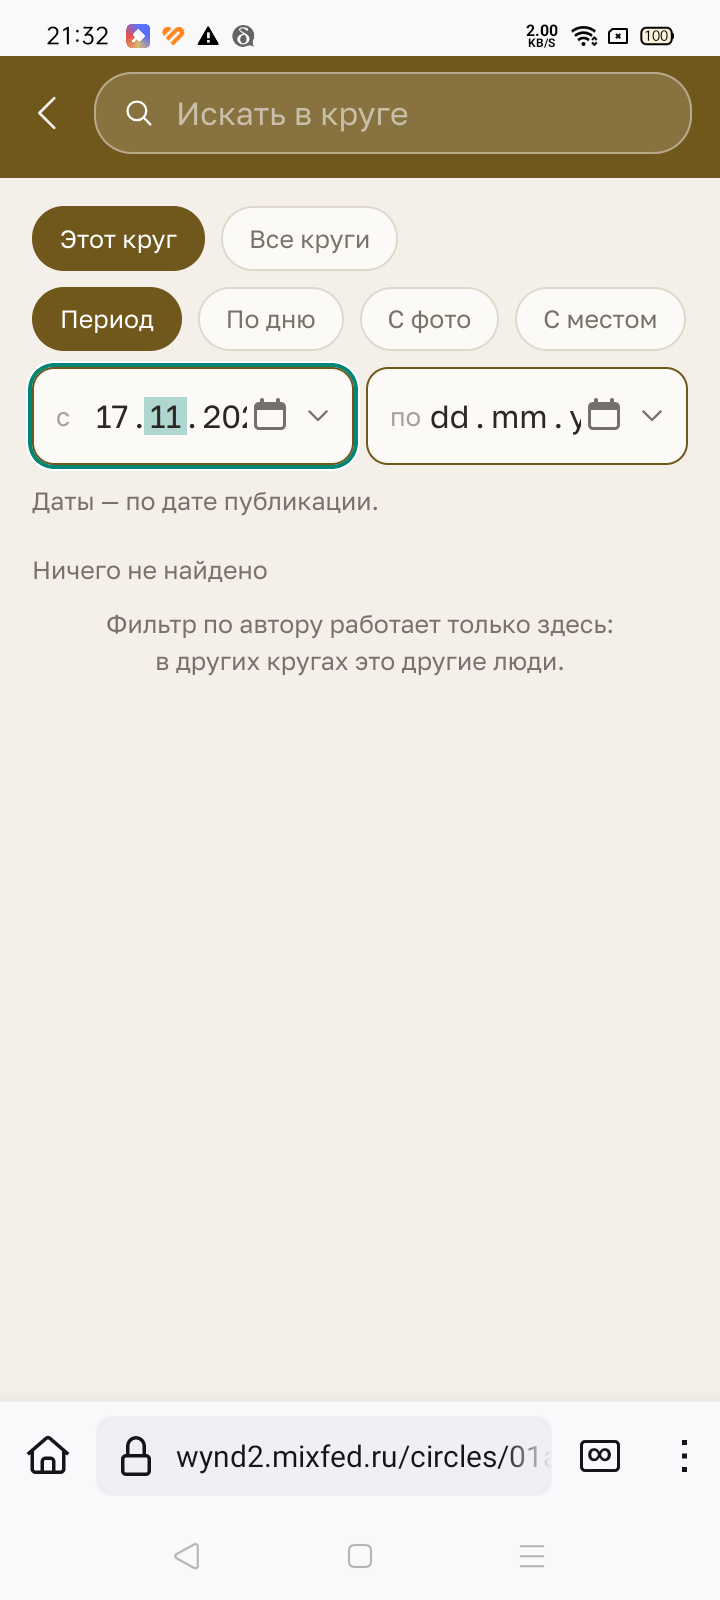 21:32 2.00 KB/S 100
Искать в круге
Этот круг Все круги
Период По дню С фото С местом
с 17.11.202 по dd.mm.y
Даты — по дате публикации.
Ничего не найдено
Фильтр по автору работает только здесь:
в других кругах это другие люди.
wynd2.mixfed.ru/circles/01a